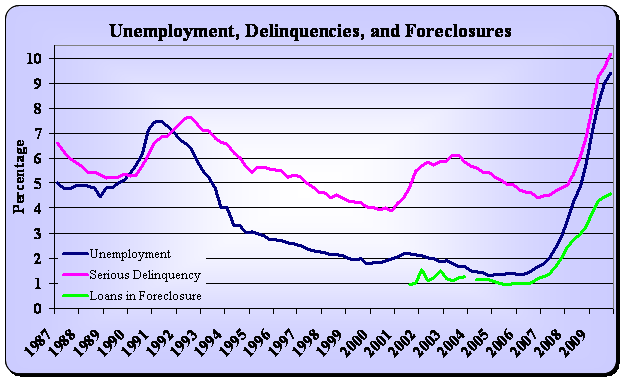 Unemployment, Delinquencies, and Foreclosures
Percentage
10
9
8
7
6
5
4
3
2
1
0
Unemployment
Serious Delinquency
Loans in Foreclosure
1987 1988 1989 1990 1991 1992 1993 1994 1995 1996 1997 1998 1999 2000 2001 2002 2003 2004 2005 2006 2007 2008 2009